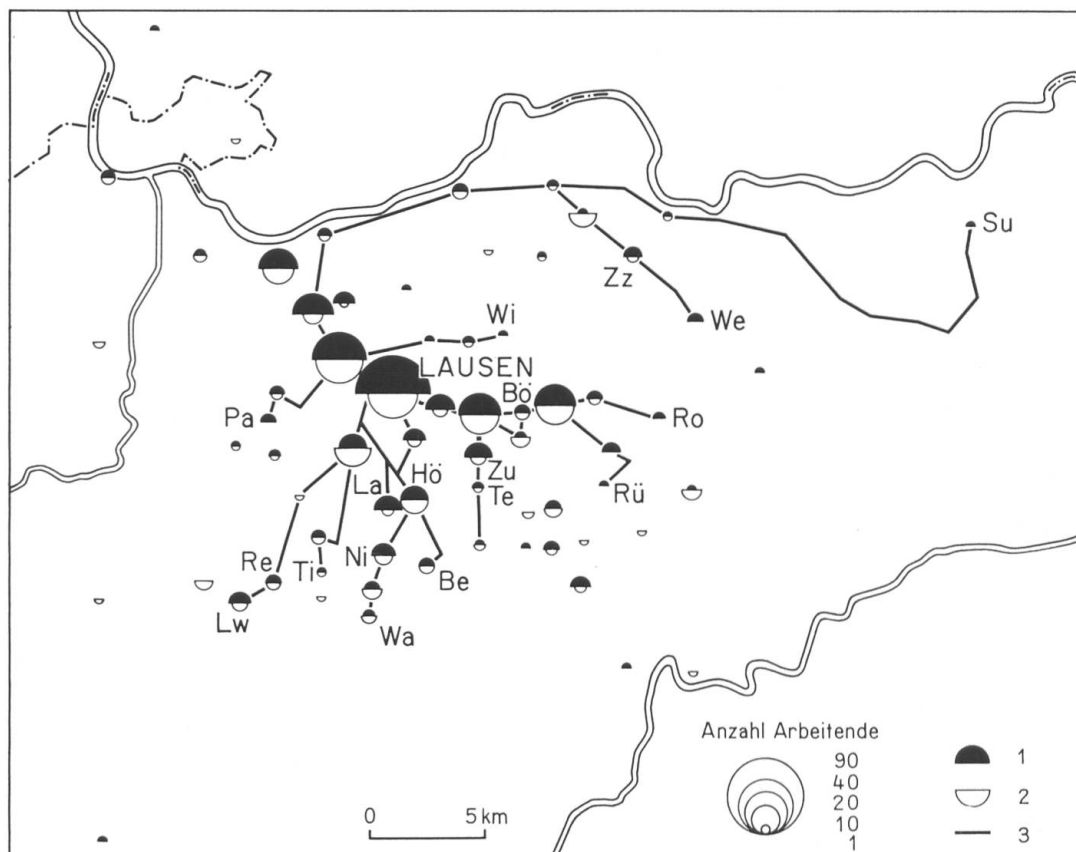 Su
Zz
We
Wi
LAUSEN
Bö
Pa
Ro
Hö
Zu
La
Te
Rü
Re
Ti
Ni
Be
Lw
Wa
Anzahl Arbeitende
90
40
20
10
1
0 5 km
1
2
3